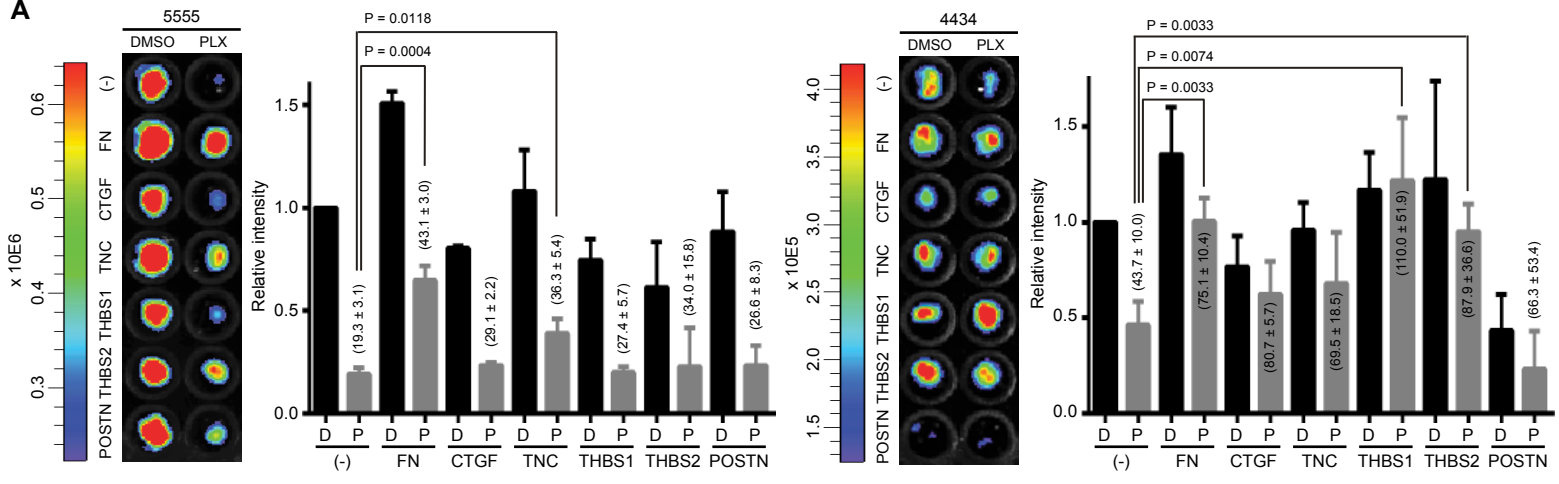 A
5555
DMSO PLX
x 10E6
0.6
0.5
0.4
0.3
(-)
FN
CTGF
TNC
THBS1
THBS2
POSTN
P = 0.0118
P = 0.0004
Relative intensity
1.5
1.0
0.5
0.0
(19.3 ± 3.1)
(43.1 ± 3.0)
(29.1 ± 2.2)
(36.3 ± 5.4)
(27.4 ± 5.7)
(34.0 ± 15.8)
(26.6 ± 8.3)
D P D P D P D P D P D P D P
(-) FN CTGF TNC THBS1 THBS2 POSTN
4434
DMSO PLX
x 10E5
4.0
3.5
3.0
2.5
2.0
1.5
(-)
FN
CTGF
TNC
THBS1
THBS2
POSTN
P = 0.0033
P = 0.0074
P = 0.0033
Relative intensity
1.5
1.0
0.5
0.0
(43.7 ± 10.0)
(75.1 ± 10.4)
(80.7 ± 5.7)
(69.5 ± 18.5)
(110.0 ± 51.9)
(87.9 ± 36.6)
(66.3 ± 53.4)
D P D P D P D P D P D P D P
(-) FN CTGF TNC THBS1 THBS2 POSTN